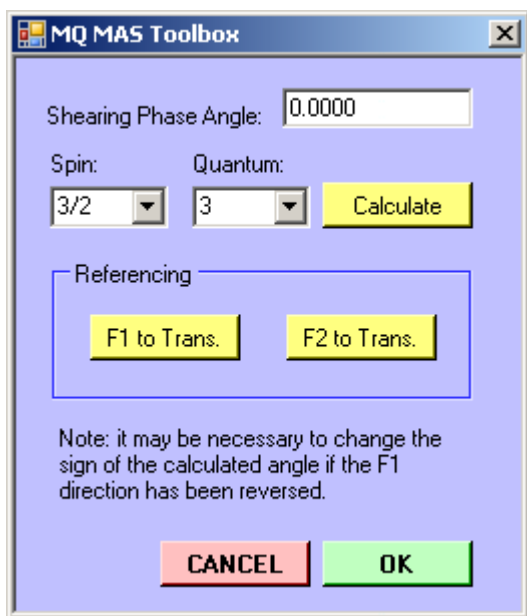 MQ MAS Toolbox
Shearing Phase Angle: 0.0000
Spin: Quantum:
3/2 3 Calculate
Referencing
F1 to Trans. F2 to Trans.
Note: it may be necessary to change the
sign of the calculated angle if the F1
direction has been reversed.
CANCEL OK